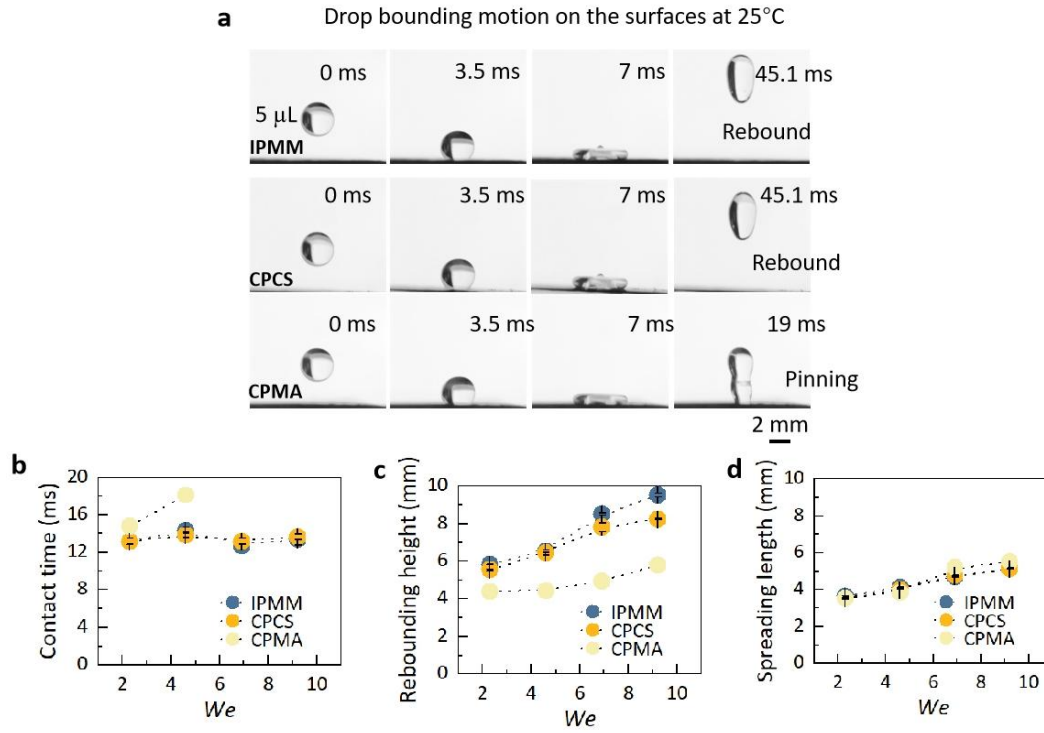 a
Drop bounding motion on the surfaces at 25°C
0 ms
3.5 ms
7 ms
45.1 ms
5 µL
IPMM
Rebound
0 ms
3.5 ms
7 ms
45.1 ms
CPCS
Rebound
0 ms
3.5 ms
7 ms
19 ms
CPMA
Pinning
2 mm
b
Contact time (ms)
20
16
12
8
4
0
IPMM
CPCS
CPMA
2 4 6 8 10
We
c
Rebounding height (mm)
10
8
6
4
2
0
IPMM
CPCS
CPMA
2 4 6 8 10
We
d
Spreading length (mm)
8
6
4
2
0
IPMM
CPCS
CPMA
2 4 6 8 10
We